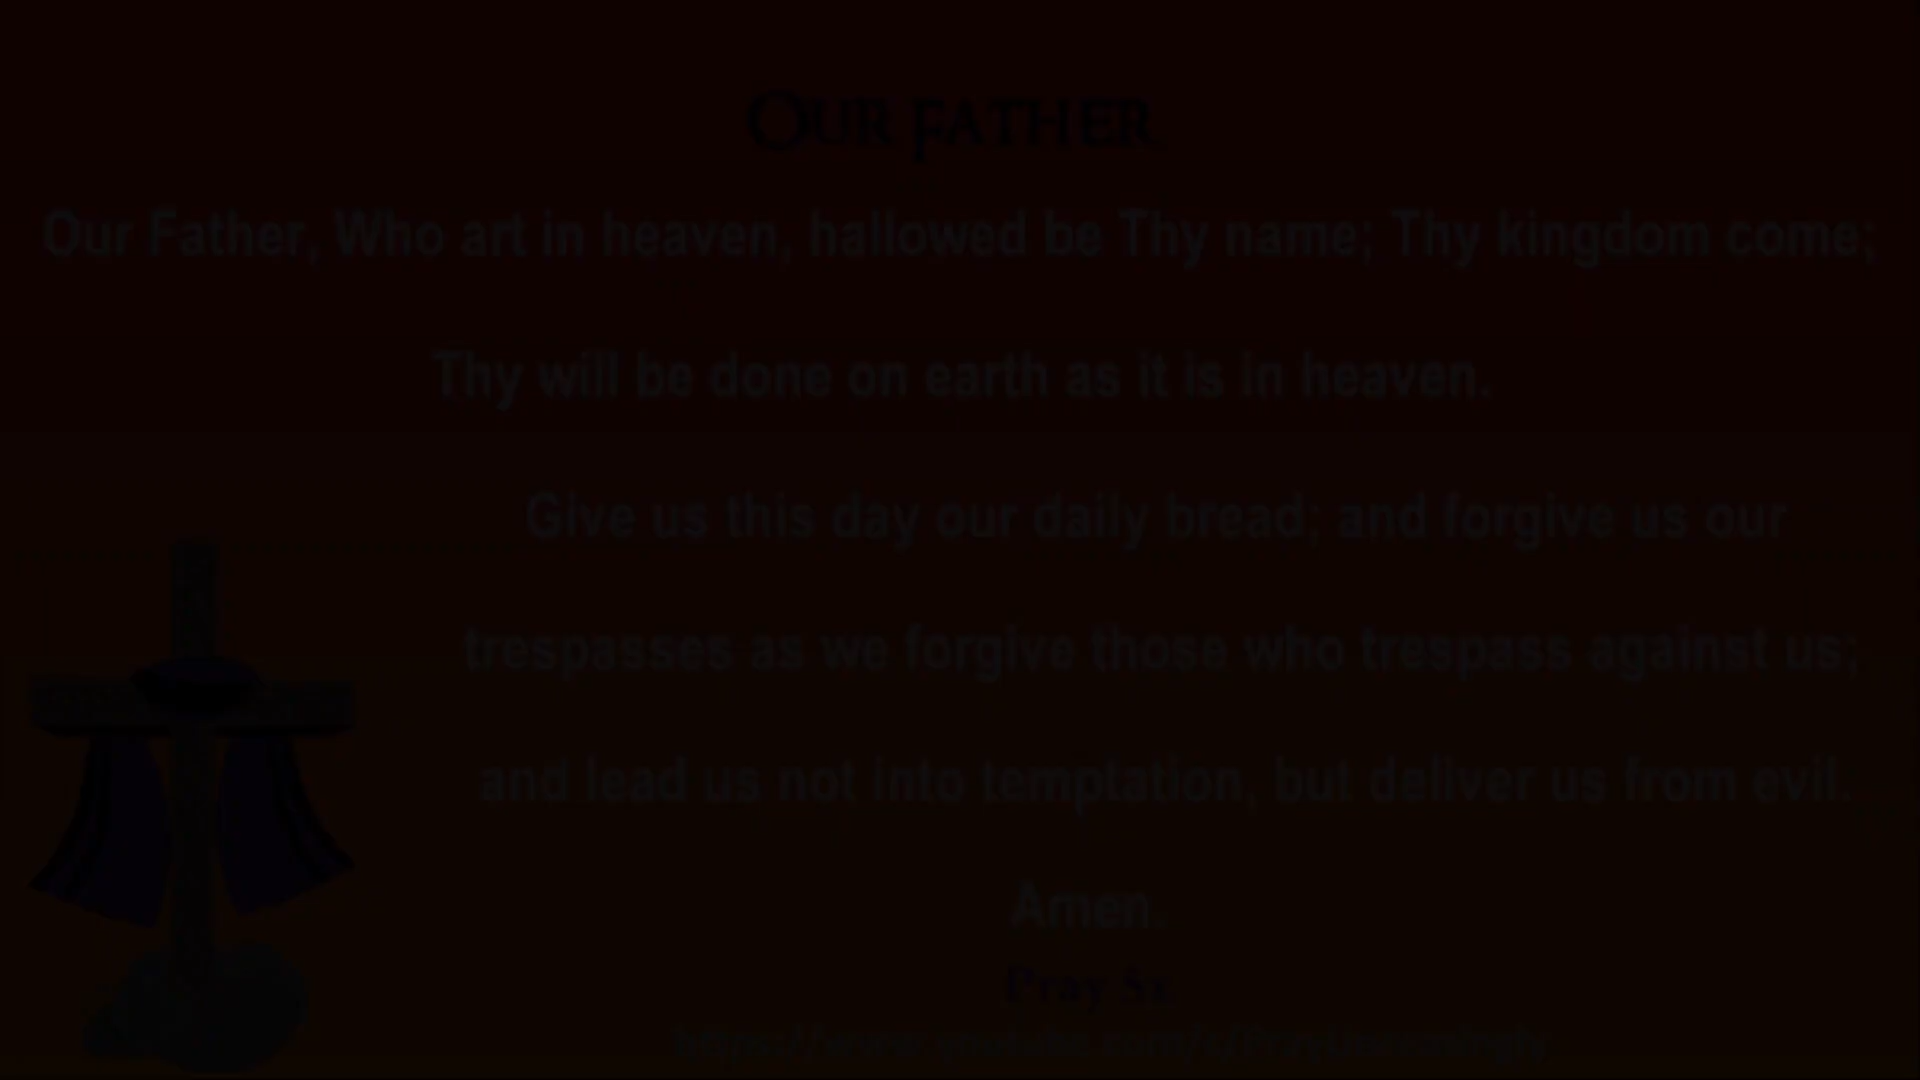 OUR FATHER
Our Father, Who art in heaven, hallowed be Thy name; Thy kingdom come;
Thy will be done on earth as it is in heaven.
Give us this day our daily bread; and forgive us our
trespasses as we forgive those who trespass against us;
and lead us not into temptation, but deliver us from evil.
Amen.
Pray 5x